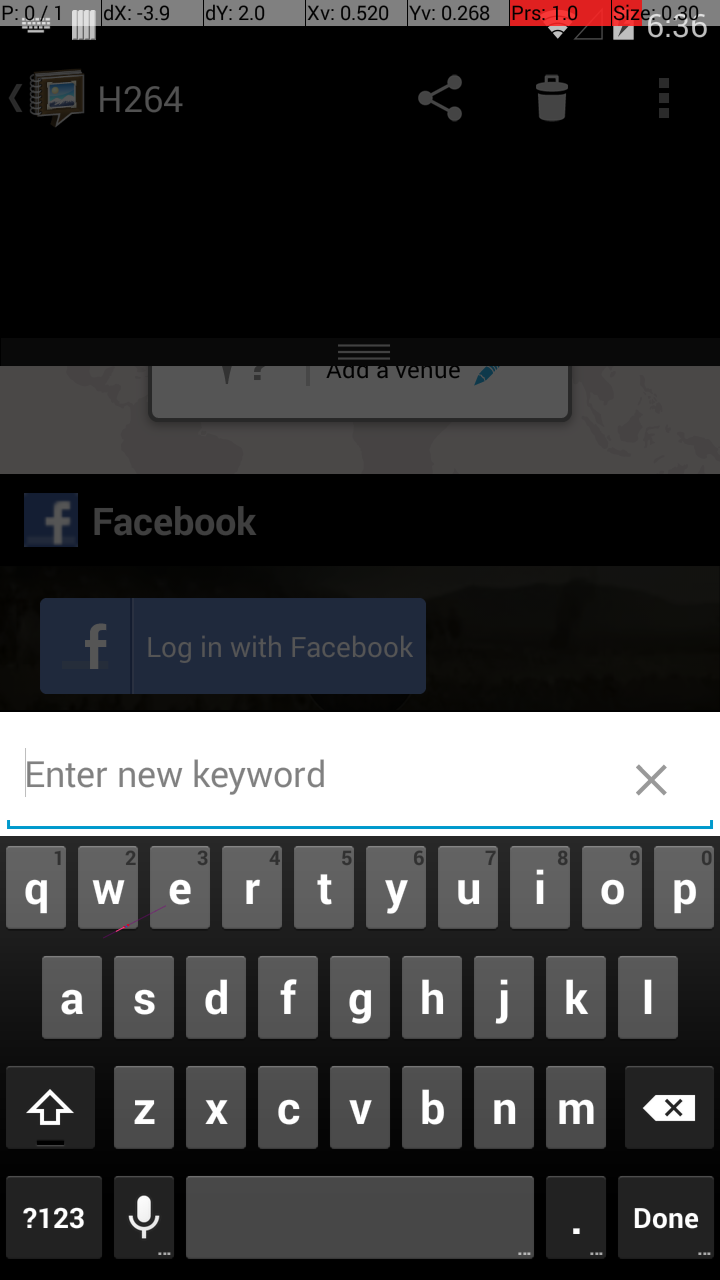 P: 0 / 1 dX: -3.9 dY: 2.0 Xv: 0.520 Yv: 0.268 Prs: 1.0 Size: 0.30
6:36
H264
? Add a venue
Facebook
f Log in with Facebook
Enter new keyword
1 2 3 4 5 6 7 8 9 0
q w e r t y u i o p
a s d f g h j k l
z x c v b n m
?123 . Done